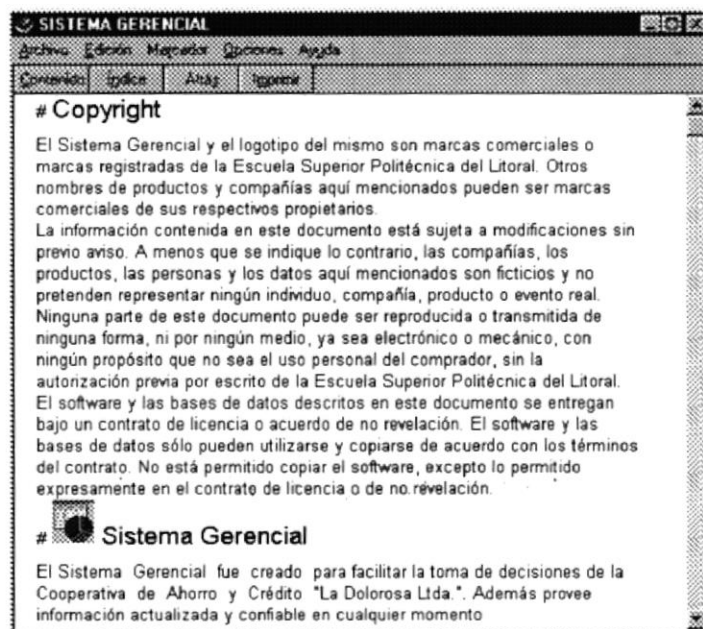 SISTEMA GERENCIAL
Archivo Edición Marcador Opciones Ayuda
Contenido Índice Atrás Imprimir
# Copyright
El Sistema Gerencial y el logotipo del mismo son marcas comerciales o
marcas registradas de la Escuela Superior Politécnica del Litoral. Otros
nombres de productos y compañías aquí mencionados pueden ser marcas
comerciales de sus respectivos propietarios.
La información contenida en este documento está sujeta a modificaciones sin
previo aviso. A menos que se indique lo contrario, las compañías, los
productos, las personas y los datos aquí mencionados son ficticios y no
pretenden representar ningún individuo, compañía, producto o evento real.
Ninguna parte de este documento puede ser reproducida o transmitida de
ninguna forma, ni por ningún medio, ya sea electrónico o mecánico, con
ningún propósito que no sea el uso personal del comprador, sin la
autorización previa por escrito de la Escuela Superior Politécnica del Litoral.
El software y las bases de datos descritos en este documento se entregan
bajo un contrato de licencia o acuerdo de no revelación. El software y las
bases de datos sólo pueden utilizarse y copiarse de acuerdo con los términos
del contrato. No está permitido copiar el software, excepto lo permitido
expresamente en el contrato de licencia o de no revelación.
# Sistema Gerencial
El Sistema Gerencial fue creado para facilitar la toma de decisiones de la
Cooperativa de Ahorro y Crédito "La Dolorosa Ltda.". Además provee
información actualizada y confiable en cualquier momento